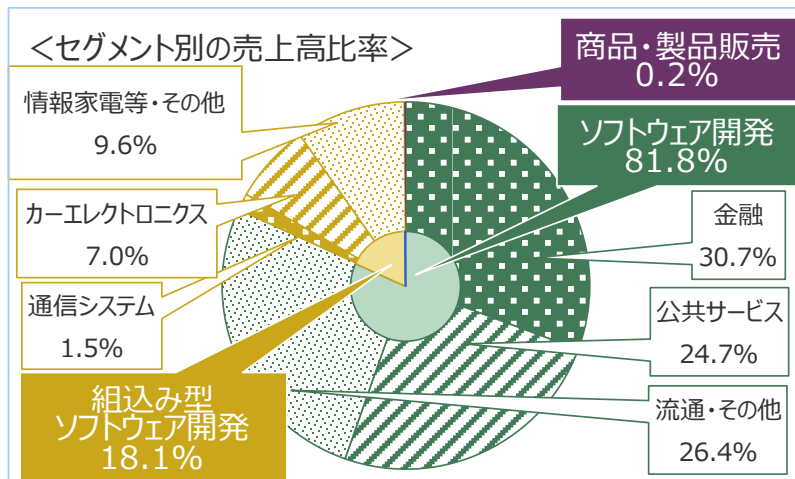 ＜セグメント別の売上高比率＞
商品・製品販売
0.2%
ソフトウェア開発
81.8%
金融
30.7%
公共サービス
24.7%
流通・その他
26.4%
情報家電等・その他
9.6%
カーエレクトロニクス
7.0%
通信システム
1.5%
組込み型
ソフトウェア開発
18.1%